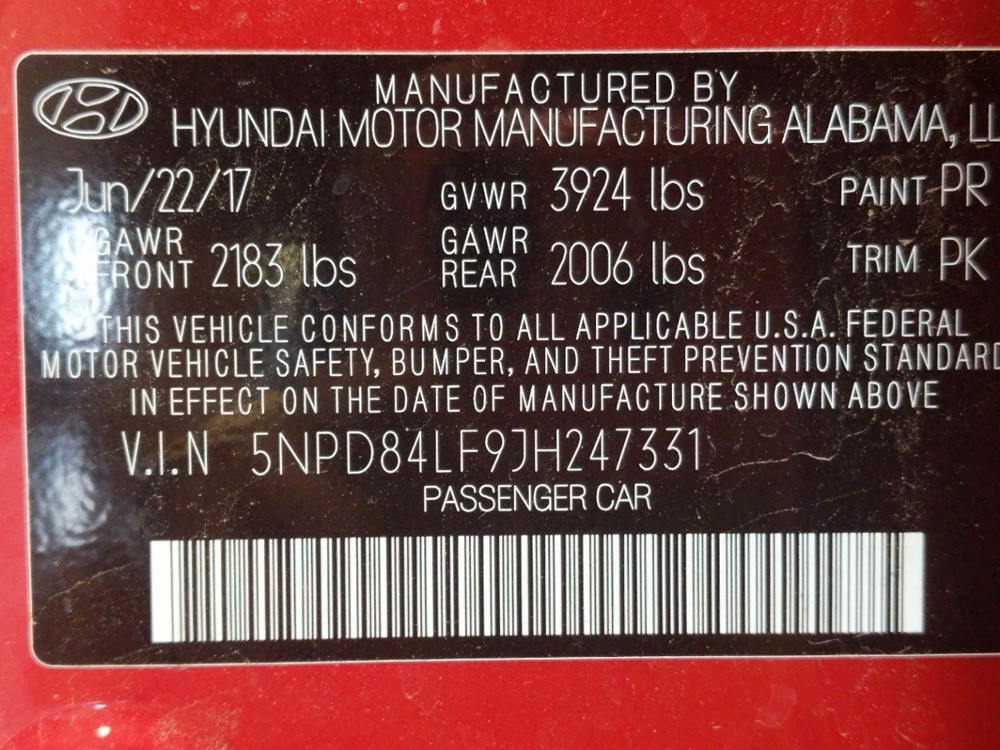 MANUFACTURED BY
HYUNDAI MOTOR MANUFACTURING ALABAMA,
Jun/22/17 GVWR 3924 lbs PAINT PR
GAWR FRONT 2183 lbs GAWR REAR 2006 lbs TRIM PK
THIS VEHICLE CONFORMS TO ALL APPLICABLE U.S.A. FEDERAL
MOTOR VEHICLE SAFETY, BUMPER, AND THEFT PREVENTION STANDARD
IN EFFECT ON THE DATE OF MANUFACTURE SHOWN ABOVE
V.I.N 5NPD84LF9JH247331
PASSENGER CAR